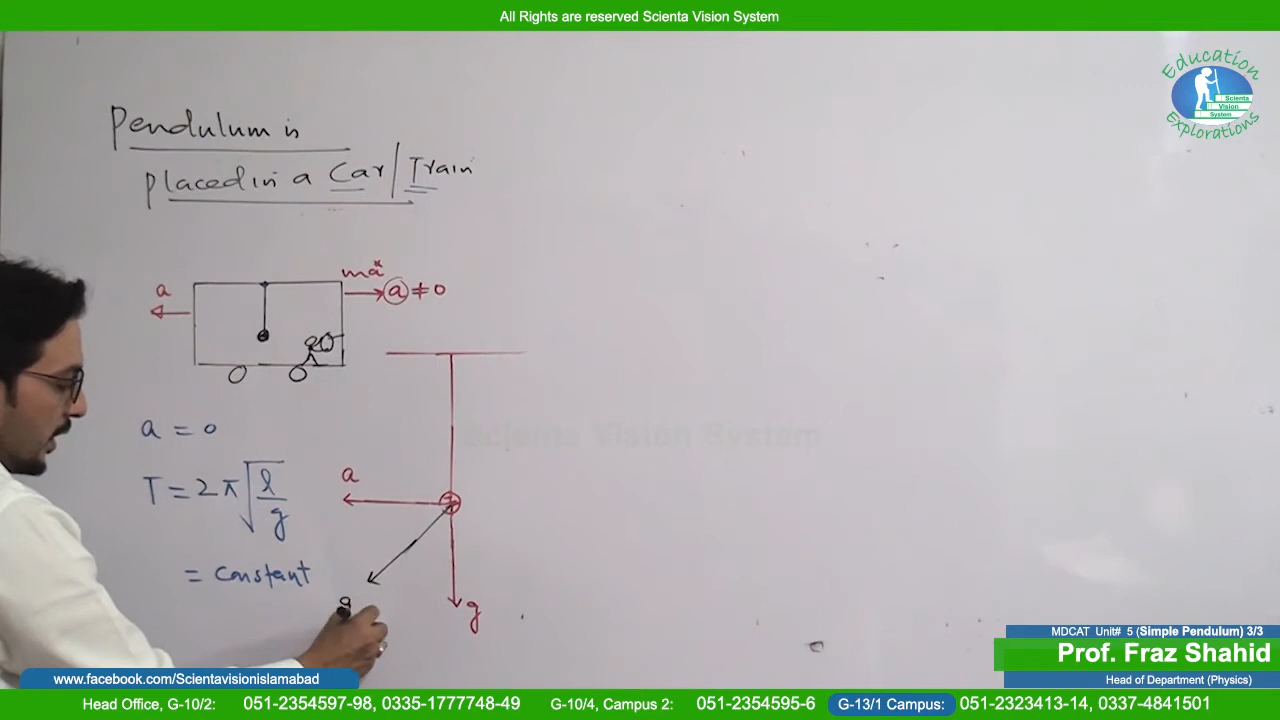 All Rights are reserved Scienta Vision System
Education
Scienta
Vision
System
Explorations
Pendulum is
placed in a Car/Train
a
ma
a ≠ 0
a = 0
T = 2π√l/g
= constant
a
g
g
Scienta Vision System
MDCAT Unit# 5 (Simple Pendulum) 3/3
Prof. Fraz Shahid
Head of Department (Physics)
www.facebook.com/Scientavisionislamabad
Head Office, G-10/2: 051-2354597-98, 0335-1777748-49 G-10/4, Campus 2: 051-2354595-6 G-13/1 Campus: 051-2323413-14, 0337-4841501